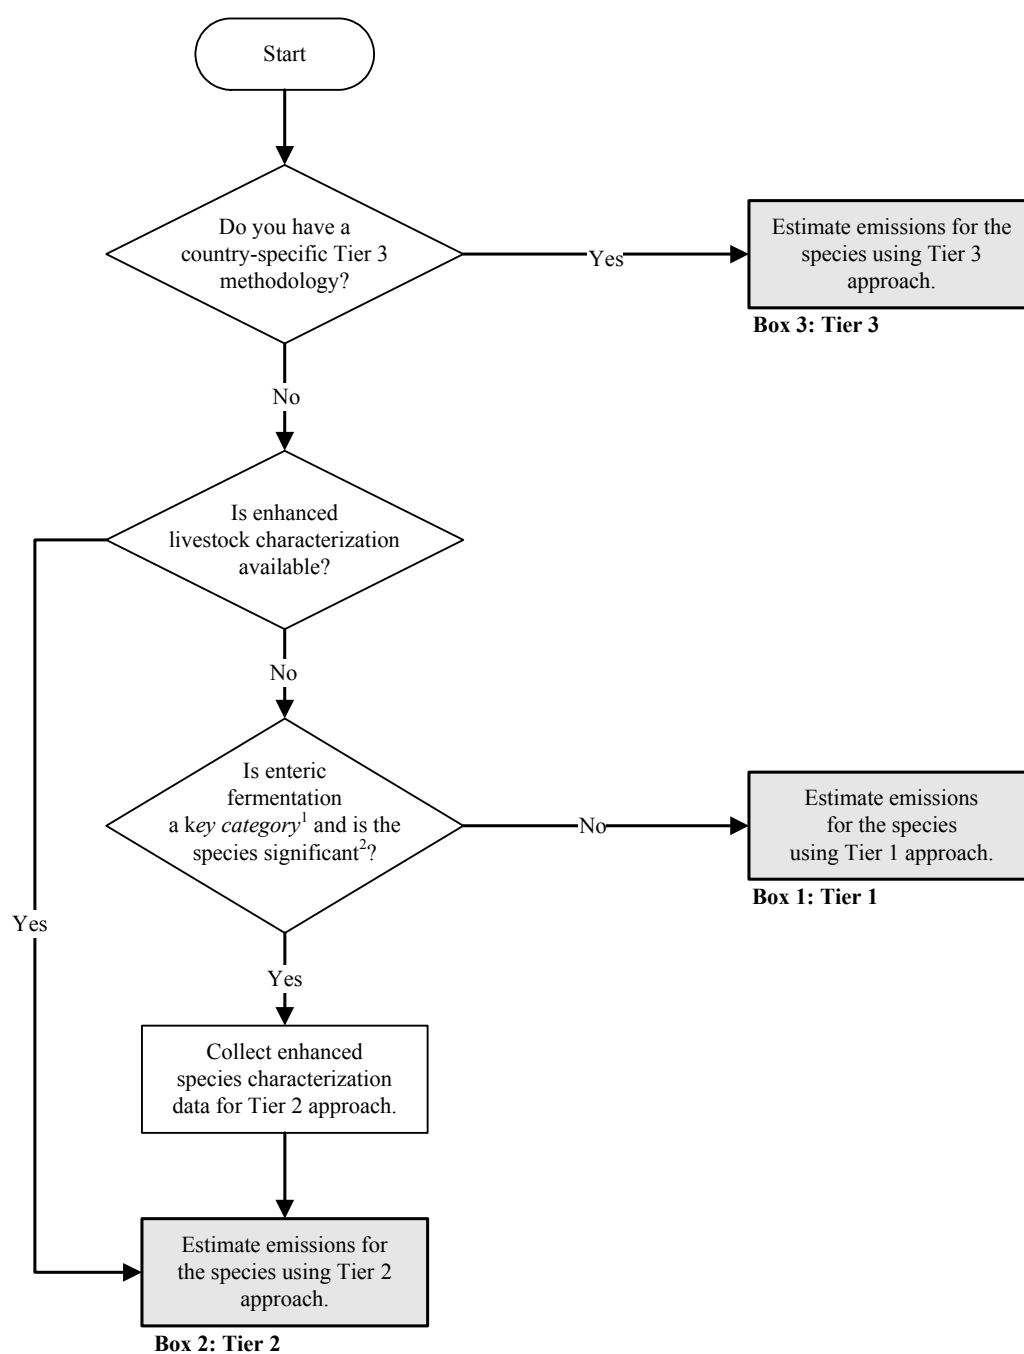 Start
Do you have a
country-specific Tier 3
methodology?
Yes
Estimate emissions for the
species using Tier 3
approach.
Box 3: Tier 3
No
Is enhanced
livestock characterization
available?
No
Is enteric
fermentation
a key category¹ and is the
species significant²?
No
Estimate emissions
for the species
using Tier 1 approach.
Box 1: Tier 1
Yes
Yes
Collect enhanced
species characterization
data for Tier 2 approach.
Estimate emissions for
the species using Tier 2
approach.
Box 2: Tier 2